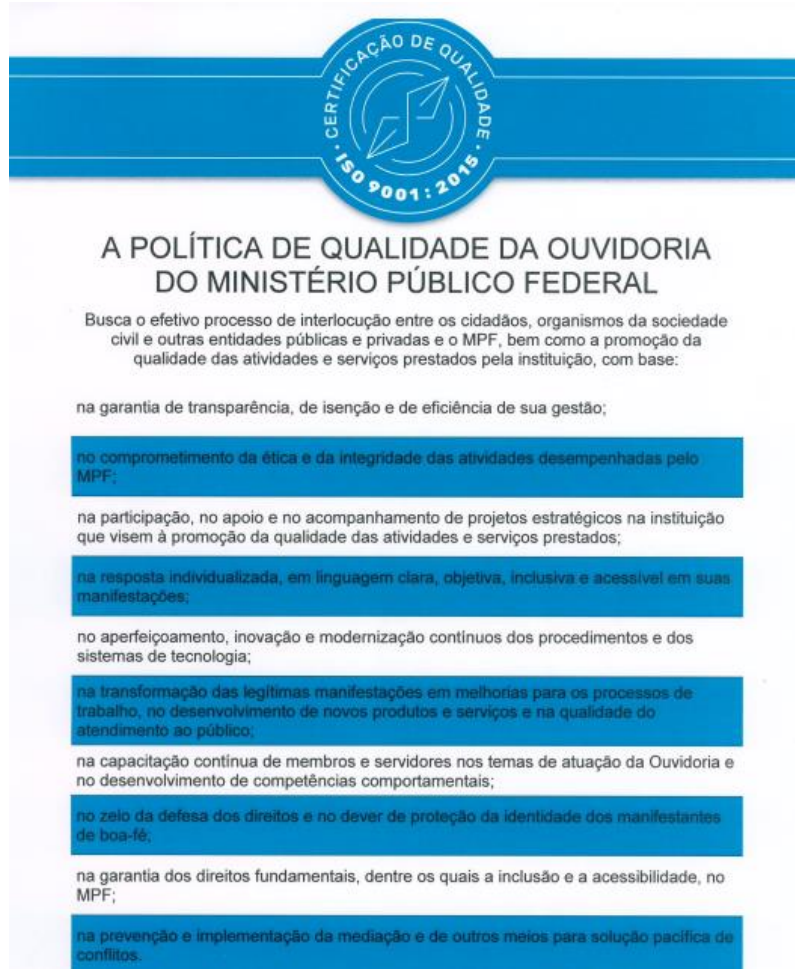 CERTIFICAÇÃO DE QUALIDADE
· ISO 9001:2015 ·
A POLÍTICA DE QUALIDADE DA OUVIDORIA
DO MINISTÉRIO PÚBLICO FEDERAL
Busca o efetivo processo de interlocução entre os cidadãos, organismos da sociedade
civil e outras entidades públicas e privadas e o MPF, bem como a promoção da
qualidade das atividades e serviços prestados pela instituição, com base:
na garantia de transparência, de isenção e de eficiência de sua gestão;
no comprometimento da ética e da integridade das atividades desempenhadas pelo
MPF;
na participação, no apoio e no acompanhamento de projetos estratégicos na instituição
que visem à promoção da qualidade das atividades e serviços prestados;
na resposta individualizada, em linguagem clara, objetiva, inclusiva e acessível em suas
manifestações;
no aperfeiçoamento, inovação e modernização contínuos dos procedimentos e dos
sistemas de tecnologia;
na transformação das legítimas manifestações em melhorias para os processos de
trabalho, no desenvolvimento de novos produtos e serviços e na qualidade do
atendimento ao público;
na capacitação contínua de membros e servidores nos temas de atuação da Ouvidoria e
no desenvolvimento de competências comportamentais;
no zelo da defesa dos direitos e no dever de proteção da identidade dos manifestantes
de boa-fé;
na garantia dos direitos fundamentais, dentre os quais a inclusão e a acessibilidade, no
MPF;
na prevenção e implementação da mediação e de outros meios para solução pacífica de
conflitos.